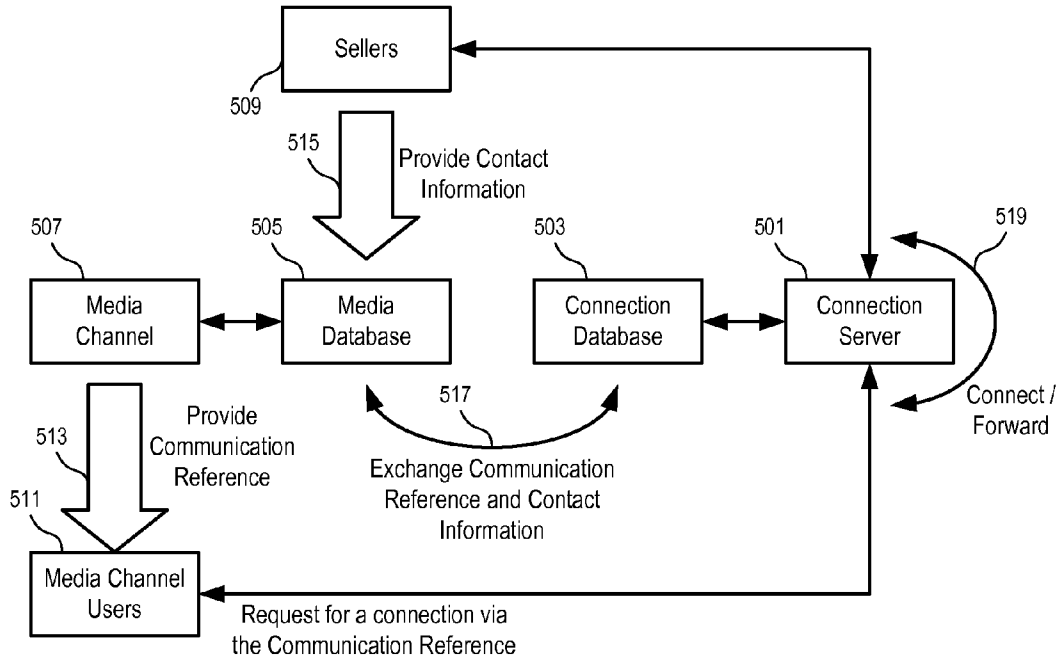 Sellers
509
515
Provide Contact
Information
507
505
503
501
519
Media
Channel
Media
Database
Connection
Database
Connection
Server
517
Connect /
Forward
Provide
Communication
Reference
513
Exchange Communication
Reference and Contact
Information
511
Media Channel
Users
Request for a connection via
the Communication Reference